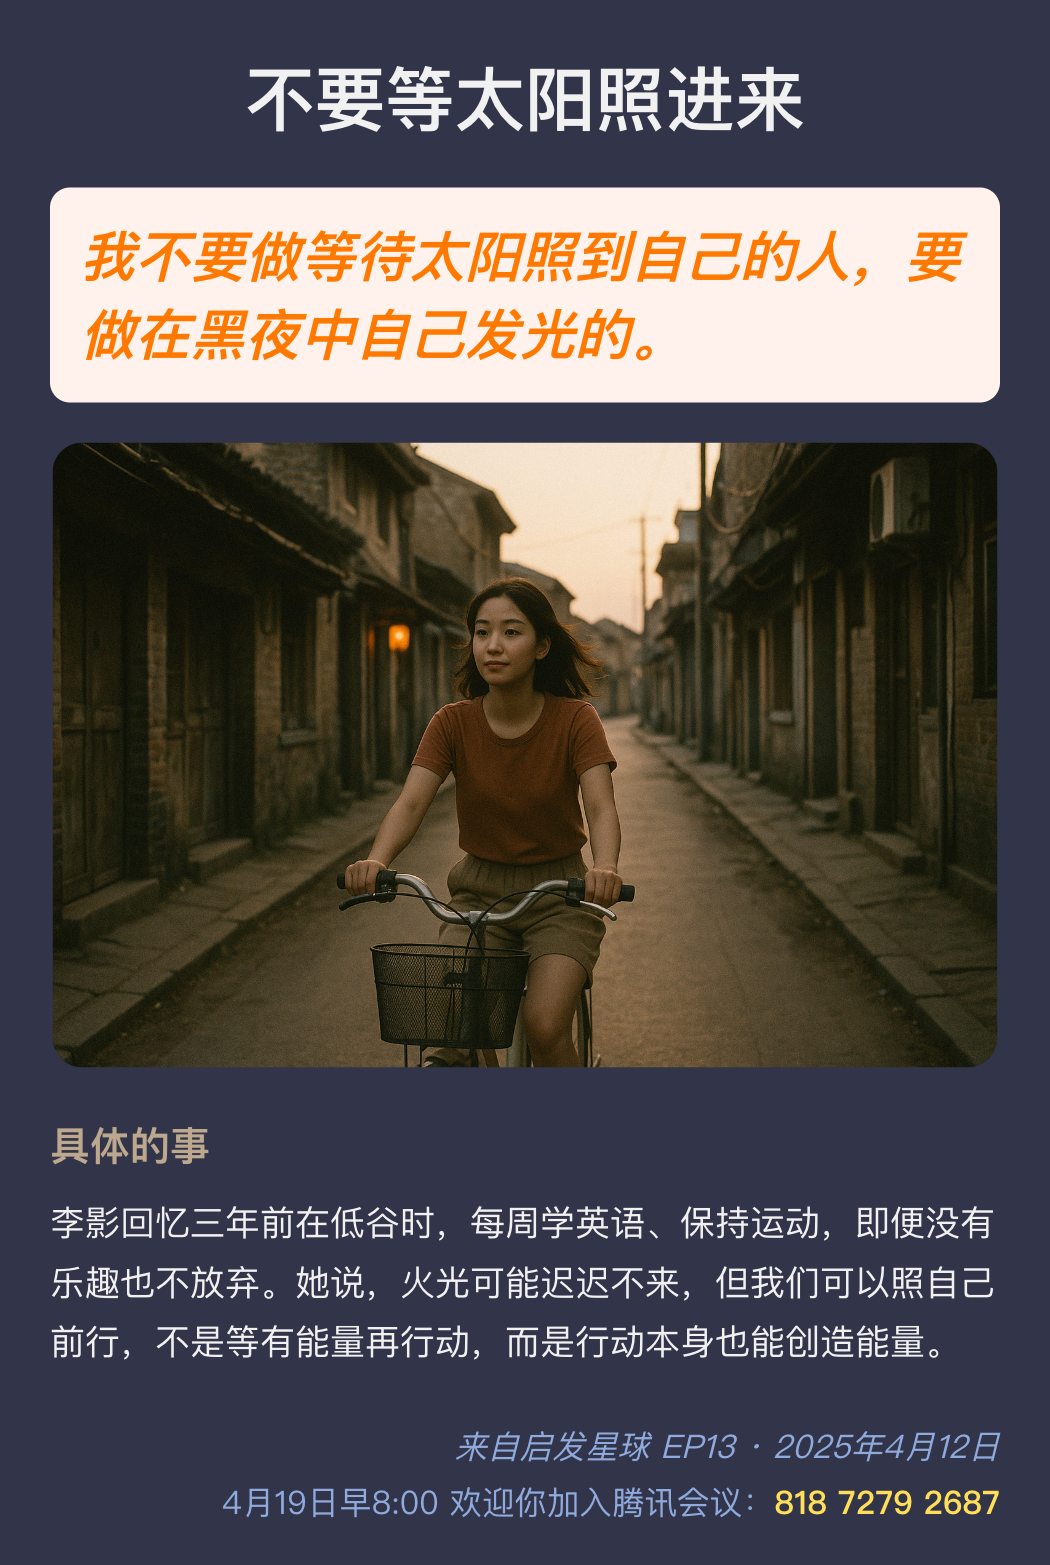 不要等太阳照进来
我不要做等待太阳照到自己的人，要
做在黑夜中自己发光的。
具体的事
李影回忆三年前在低谷时，每周学英语、保持运动，即便没有
乐趣也不放弃。她说，火光可能迟迟不来，但我们可以照自己
前行，不是等有能量再行动，而是行动本身也能创造能量。
来自启发星球 EP13 · 2025年4月12日
4月19日早8:00 欢迎你加入腾讯会议：818 7279 2687